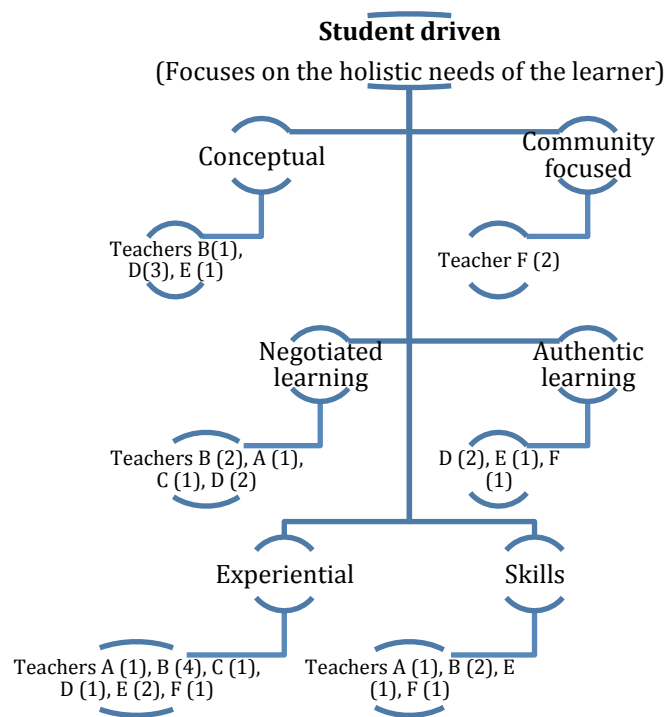 Student driven
(Focuses on the holistic needs of the learner)
Conceptual
Community
focused
Teachers B(1),
D(3), E (1)
Teacher F (2)
Negotiated
learning
Authentic
learning
Teachers B (2), A (1),
C (1), D (2)
D (2), E (1), F
(1)
Experiential
Skills
Teachers A (1), B (4), C (1),
D (1), E (2), F (1)
Teachers A (1), B (2), E
(1), F (1)